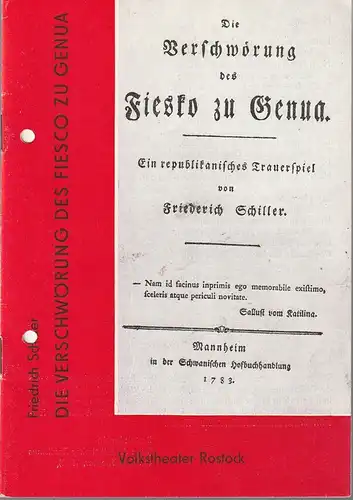 Friedrich Schiller
DIE VERSCHWÖRUNG DES FIESCO ZU GENUA
Die
Verschwörung
des
Fiesko zu Genua.
Ein republikanisches Trauerspiel
von
Friederich Schiller.
— Nam id facinus inprimis ego memorabile existimo,
sceleris atque periculi novitate.
Sallust vom Katilina.
Mannheim
in der Schwanischen Hofbuchhandlung
1783.
Volkstheater Rostock